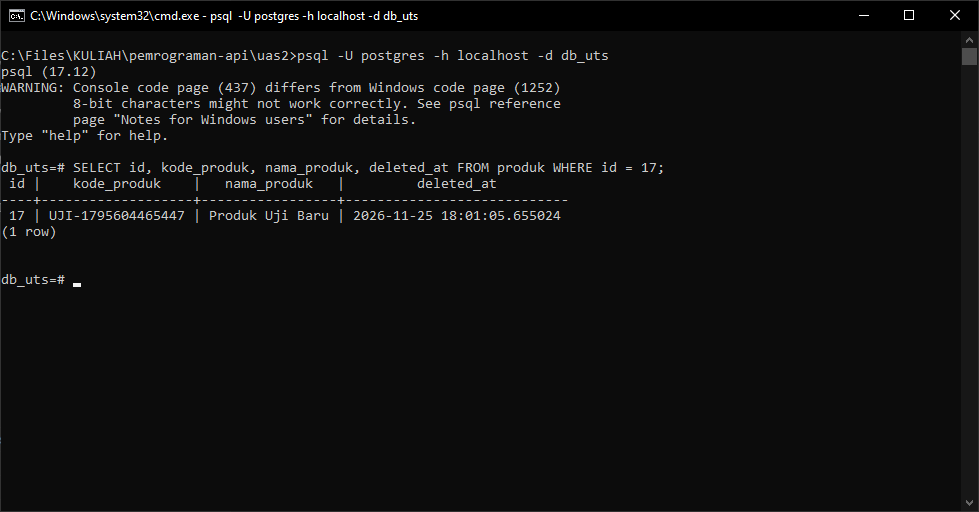 C:\Windows\system32\cmd.exe - psql  -U postgres -h localhost -d db_uts
C:\Files\KULIAH\pemrograman-api\uas2>psql -U postgres -h localhost -d db_uts
psql (17.12)
WARNING: Console code page (437) differs from Windows code page (1252)
         8-bit characters might not work correctly. See psql reference
         page "Notes for Windows users" for details.
Type "help" for help.
db_uts=# SELECT id, kode_produk, nama_produk, deleted_at FROM produk WHERE id = 17;
 id |    kode_produk    |   nama_produk   |         deleted_at
----+-------------------+-----------------+----------------------------
 17 | UJI-1795604465447 | Produk Uji Baru | 2026-11-25 18:01:05.655024
(1 row)
db_uts=#